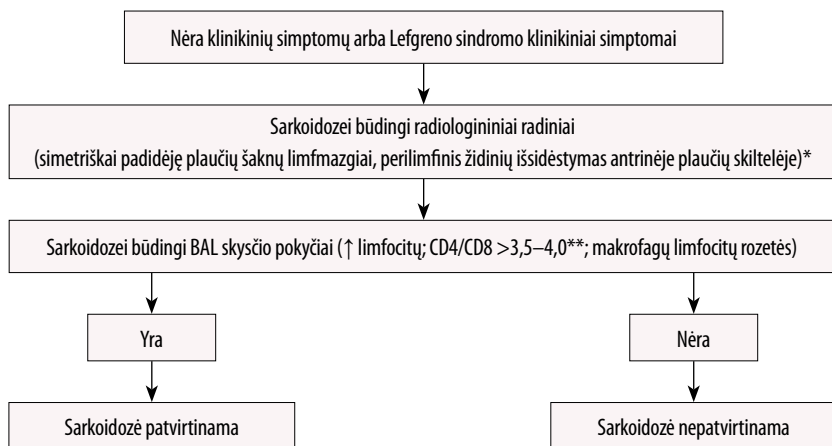 Nėra klinikinių simptomų arba Lefgreno sindromo klinikiniai simptomai
Sarkoidozei būdingi radiologininiai radiniai
(simetriškai padidėję plaučių šaknų limfmazgiai, perilimfinis židinių išsidėstymas antrinėje plaučių skiltelėje)*
Sarkoidozei būdingi BAL skysčio pokyčiai (↑ limfocitų; CD4/CD8 >3,5–4,0**; makrofagų limfocitų rozetės)
Yra
Nėra
Sarkoidozė patvirtinama
Sarkoidozė nepatvirtinama